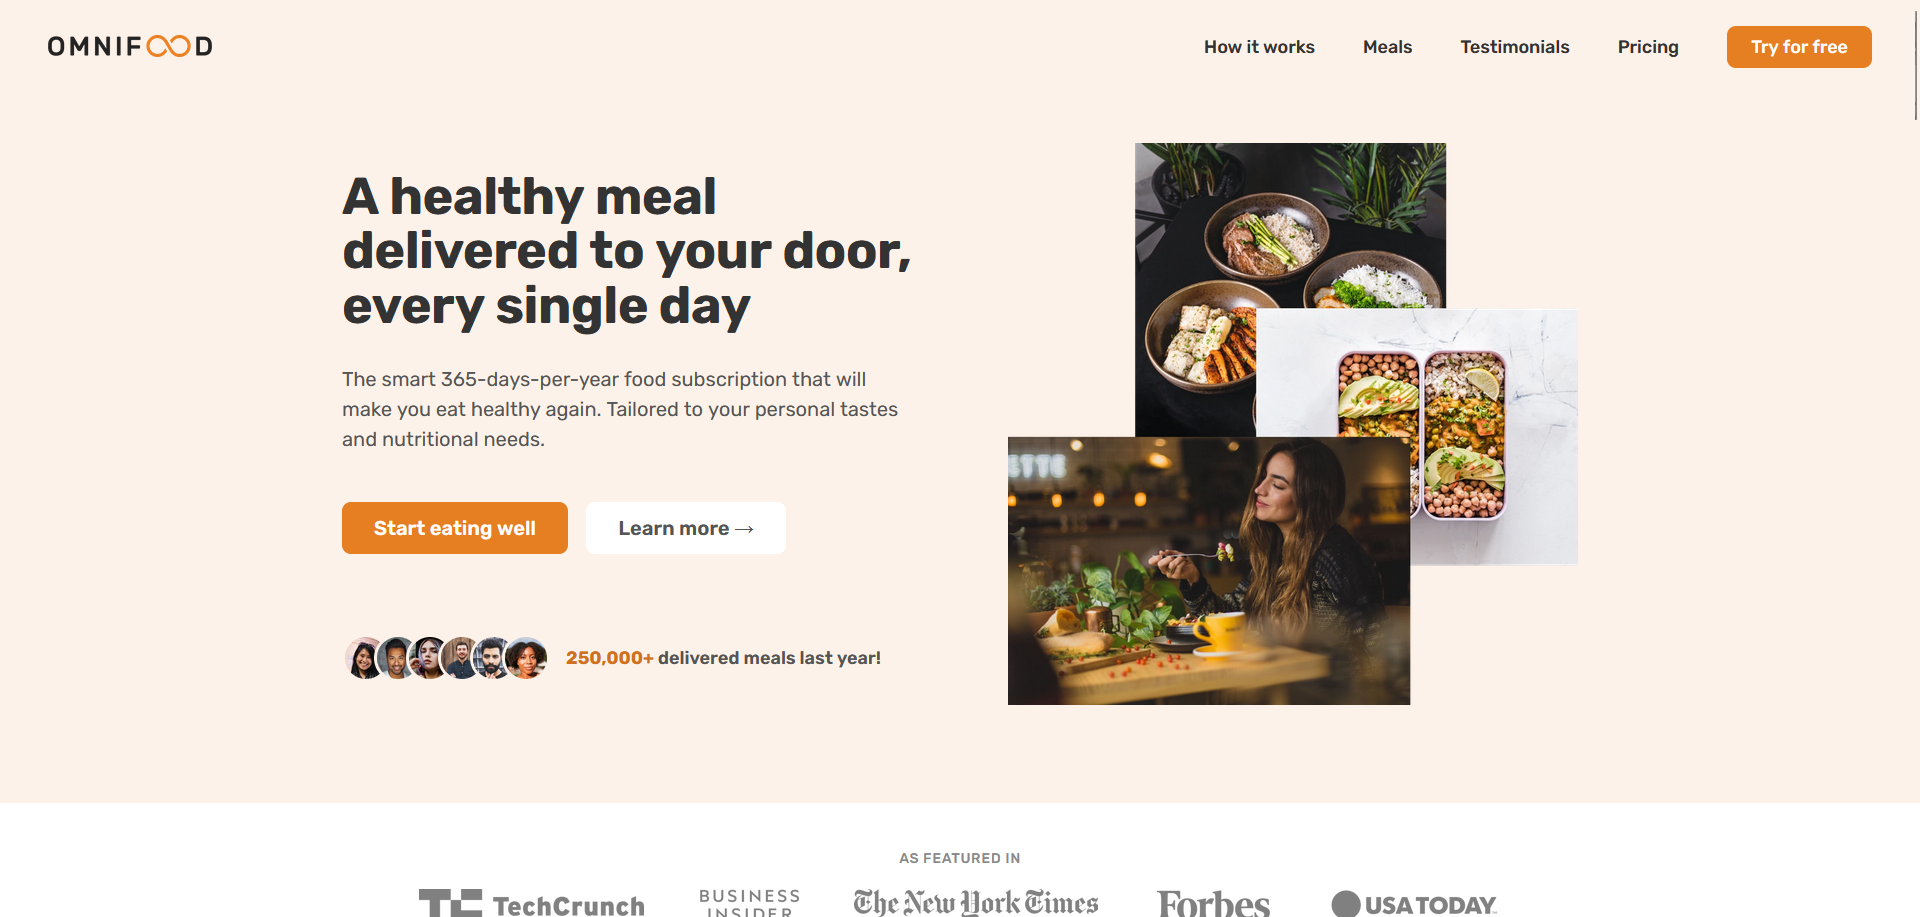 OMNIFOOD
How it works
Meals
Testimonials
Pricing
Try for free
A healthy meal
delivered to your door,
every single day
The smart 365-days-per-year food subscription that will
make you eat healthy again. Tailored to your personal tastes
and nutritional needs.
Start eating well
Learn more →
250,000+ delivered meals last year!
ETTE
AS FEATURED IN
TC TechCrunch
BUSINESS
INSIDER
The New York Times
Forbes
USA TODAY